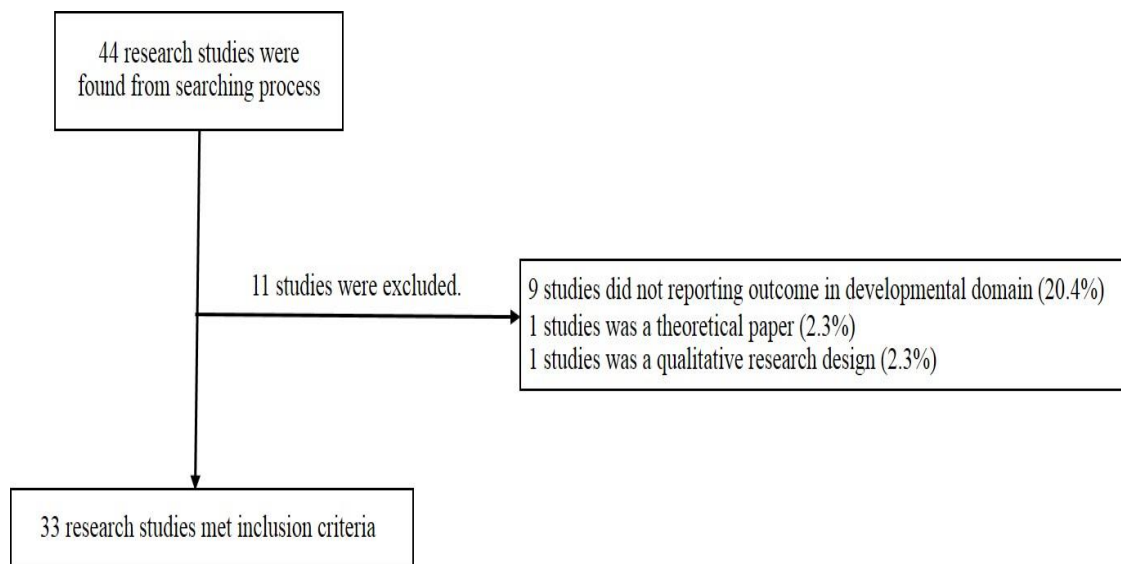 44 research studies were
found from searching process
11 studies were excluded.
9 studies did not reporting outcome in developmental domain (20.4%)
1 studies was a theoretical paper (2.3%)
1 studies was a qualitative research design (2.3%)
33 research studies met inclusion criteria